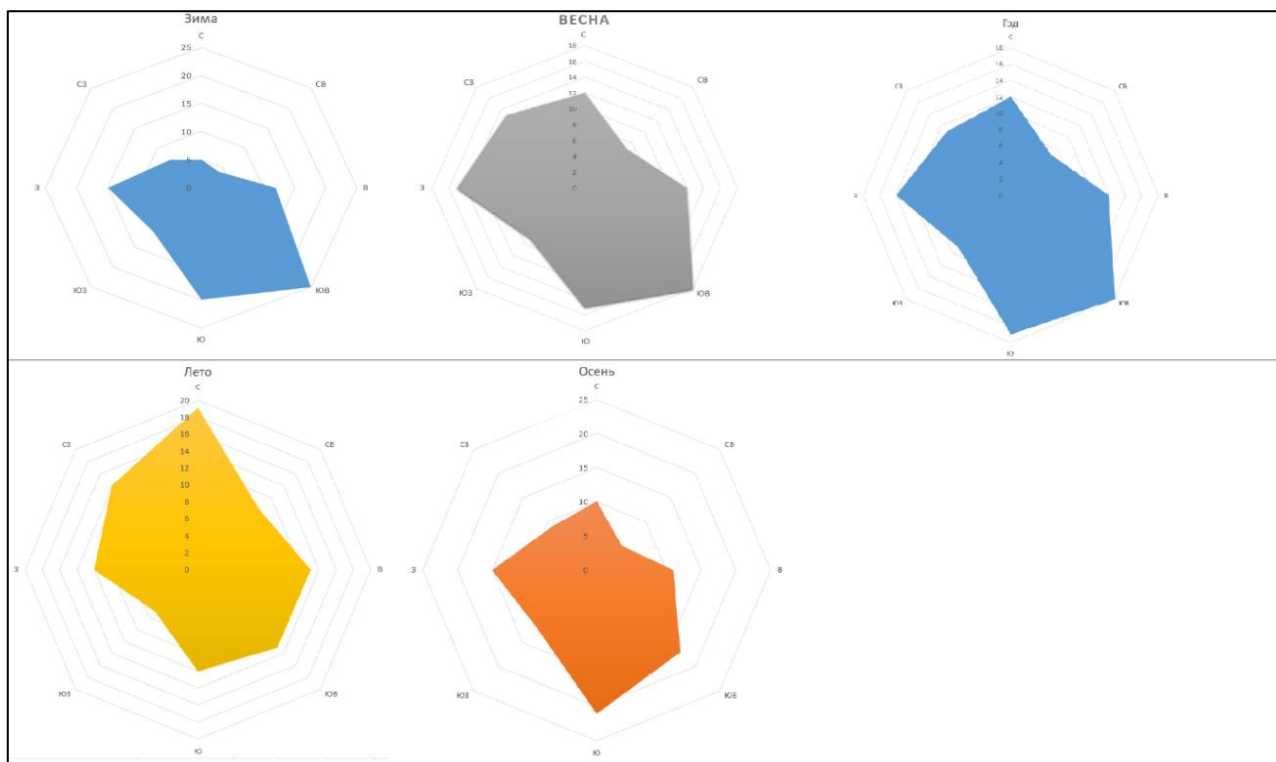 Зима
С
25
20
15
10
5
0
СВ
В
ЮВ
Ю
ЮЗ
З
СЗ
ВЕСНА
С
18
16
14
12
10
8
6
4
2
0
СВ
ЮВ
Ю
ЮЗ
З
СЗ
Год
С
18
16
14
12
10
8
6
4
2
0
СВ
В
ЮВ
Ю
ЮЗ
СЗ
Лето
С
20
18
16
14
12
10
8
6
4
2
0
СВ
В
ЮВ
Ю
ЮЗ
З
СЗ
Осень
С
25
20
15
10
5
0
СВ
В
ЮВ
Ю
ЮЗ
З
СЗ